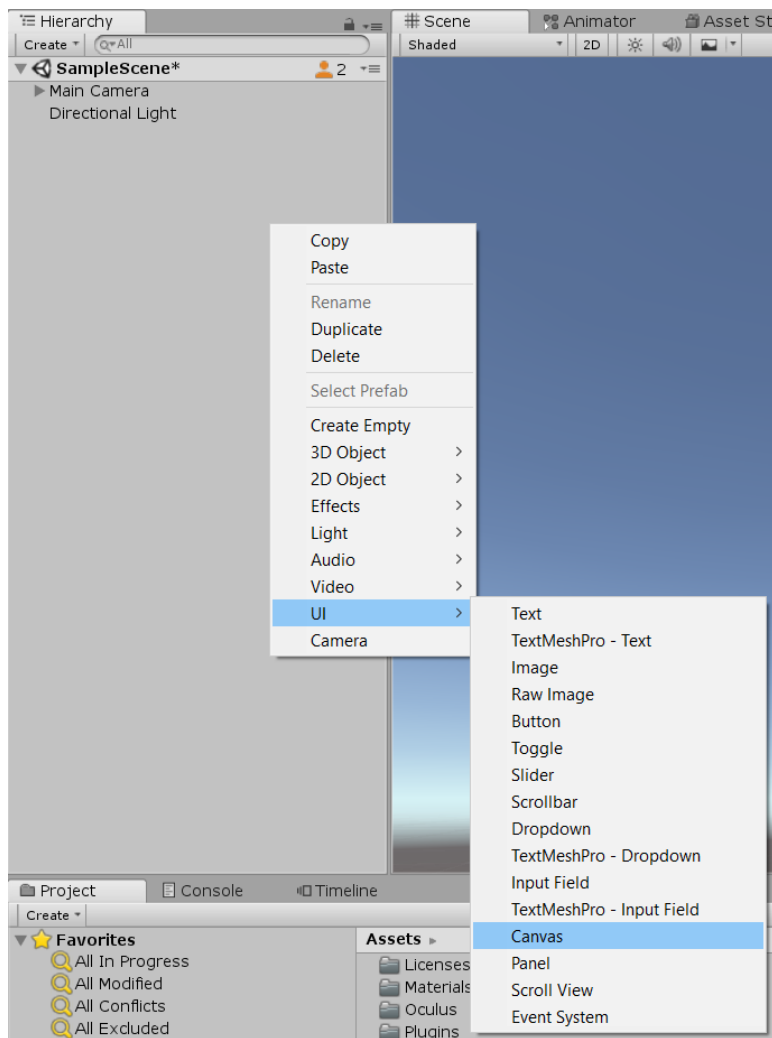 Hierarchy
Create
All
SampleScene*
2
Main Camera
Directional Light
Scene
Animator
Asset St
Shaded
2D
Copy
Paste
Rename
Duplicate
Delete
Select Prefab
Create Empty
3D Object
2D Object
Effects
Light
Audio
Video
UI
Camera
Text
TextMeshPro - Text
Image
Raw Image
Button
Toggle
Slider
Scrollbar
Dropdown
TextMeshPro - Dropdown
Input Field
TextMeshPro - Input Field
Canvas
Panel
Scroll View
Event System
Project
Console
Timeline
Create
Favorites
All In Progress
All Modified
All Conflicts
All Excluded
Assets
Licenses
Materials
Oculus
Plugins